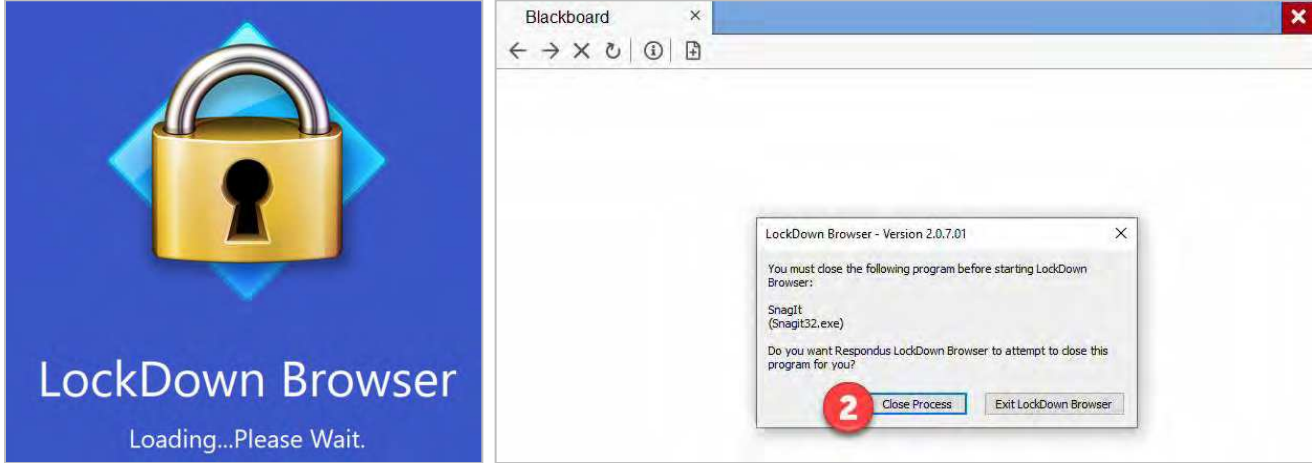 LockDown Browser
Loading...Please Wait.
Blackboard
LockDown Browser - Version 2.0.7.01
You must close the following program before starting LockDown
Browser:
SnagIt
(Snagit32.exe)
Do you want Respondus LockDown Browser to attempt to close this
program for you?
2
Close Process
Exit LockDown Browser